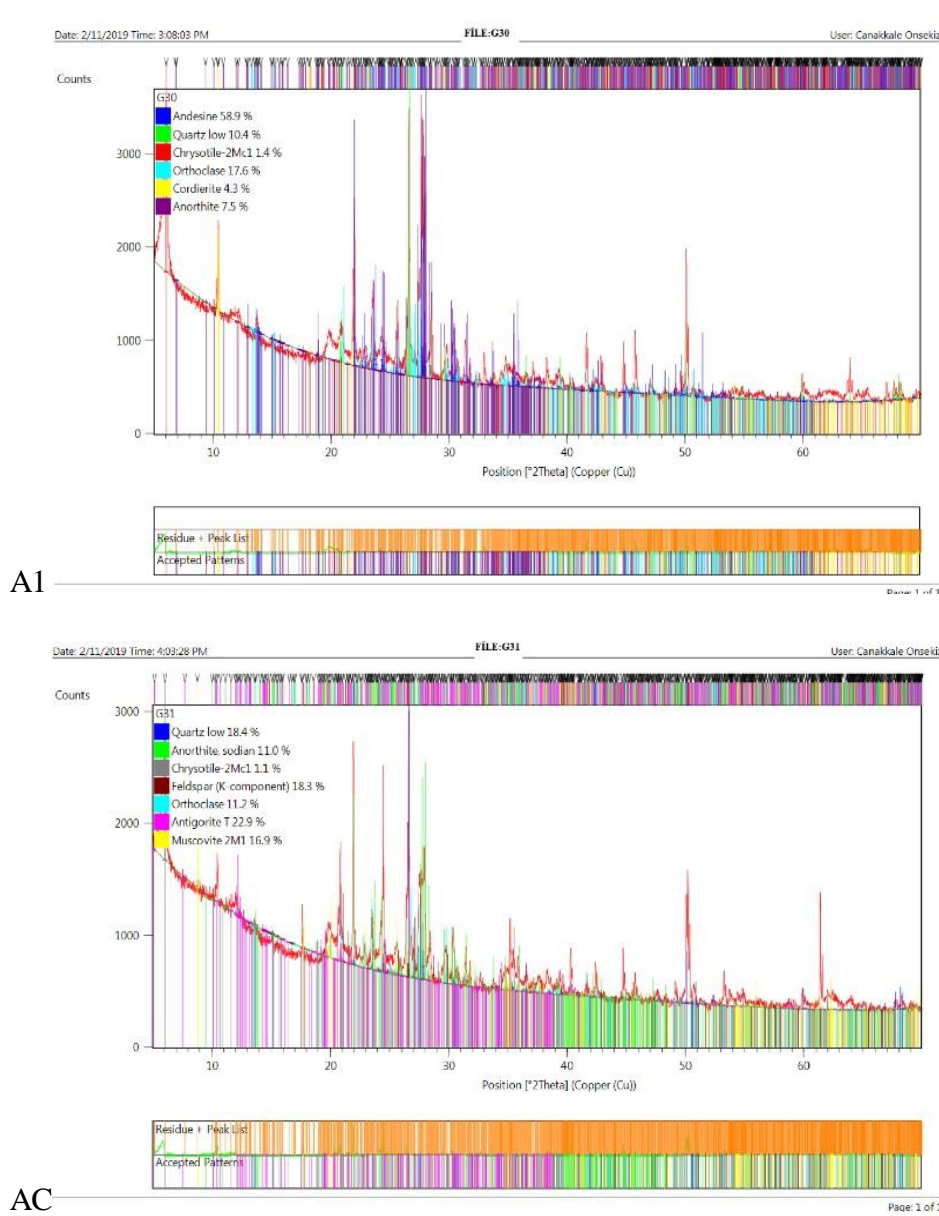 Date: 2/11/2019 Time: 3:08:03 PM FİLE:G30 User: Canakkale Onseki
Counts
G30
Andesine 58.9 %
Quartz low 10.4 %
Chrysotile-2Mc1 1.4 %
Orthoclase 17.6 %
Cordierite 4.3 %
Anorthite 7.5 %
3000
2000
1000
0
10 20 30 40 50 60
Position [°2Theta] (Copper (Cu))
Residue + Peak List
Accepted Patterns
A1
Page: 1 of 1
Date: 2/11/2019 Time: 4:03:28 PM FİLE:G31 User: Canakkale Onseki
Counts
G31
Quartz low 18.4 %
Anorthite, sodian 11.0 %
Chrysotile-2Mc1 1.1 %
Feldspar (K-component) 18.3 %
Orthoclase 11.2 %
Antigorite T 22.9 %
Muscovite 2M1 16.9 %
3000
2000
1000
0
10 20 30 40 50 60
Position [°2Theta] (Copper (Cu))
Residue + Peak List
Accepted Patterns
AC
Page: 1 of 1